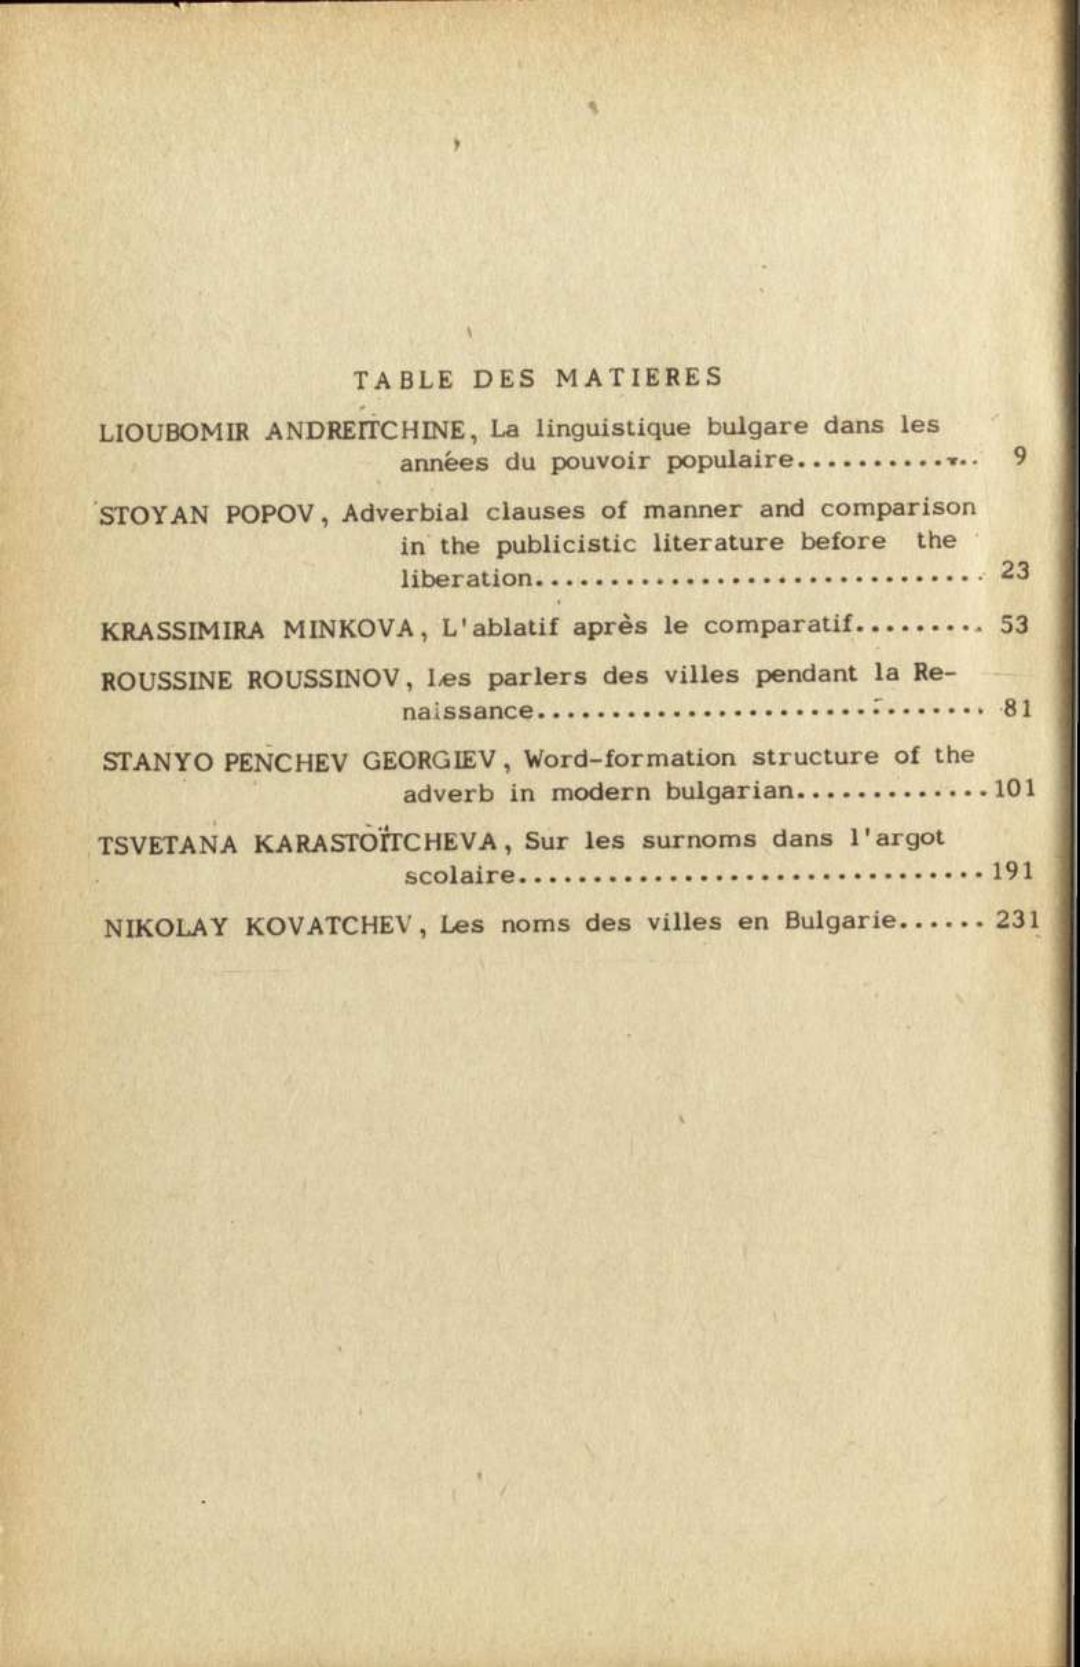 TABLE DES MATIERES
LIOUBOMIR ANDREÏTCHINE, La linguistique bulgare dans les
années du pouvoir populaire............. 9
STOYAN POPOV, Adverbial clauses of manner and comparison
in the publicistic literature before the
liberation.............................. 23
KRASSIMIRA MINKOVA, L'ablatif après le comparatif......... 53
ROUSSINE ROUSSINOV, Les parlers des villes pendant la Re-
naissance.............................. 81
STANYO PENCHEV GEORGIEV, Word-formation structure of the
adverb in modern bulgarian.............101
TSVETANA KARASTOÏTCHEVA, Sur les surnoms dans l'argot
scolaire...............................191
NIKOLAY KOVATCHEV, Les noms des villes en Bulgarie...... 231